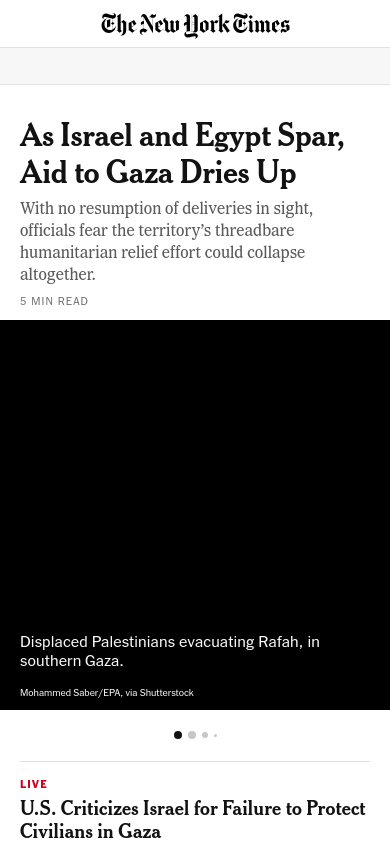 The New York Times
As Israel and Egypt Spar,
Aid to Gaza Dries Up
With no resumption of deliveries in sight,
officials fear the territory’s threadbare
humanitarian relief effort could collapse
altogether.
5 MIN READ
Displaced Palestinians evacuating Rafah, in
southern Gaza.
Mohammed Saber/EPA, via Shutterstock
LIVE
U.S. Criticizes Israel for Failure to Protect
Civilians in Gaza